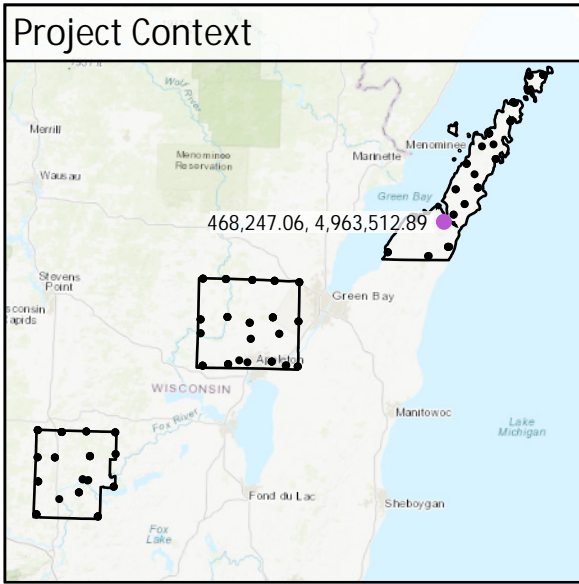 Project Context
Wolf
River
Merrill
Menominee
Menominee
Marinette
Reservation
Wausau
Green Bay
468,247.06, 4,963,512.89
Stevens
Point
Green Bay
sconsin
apids
Appleton
WISCONSIN
Manitowoc
Fox River
Lake
Michigan
Fond du Lac
Sheboygan
Fox
Lake